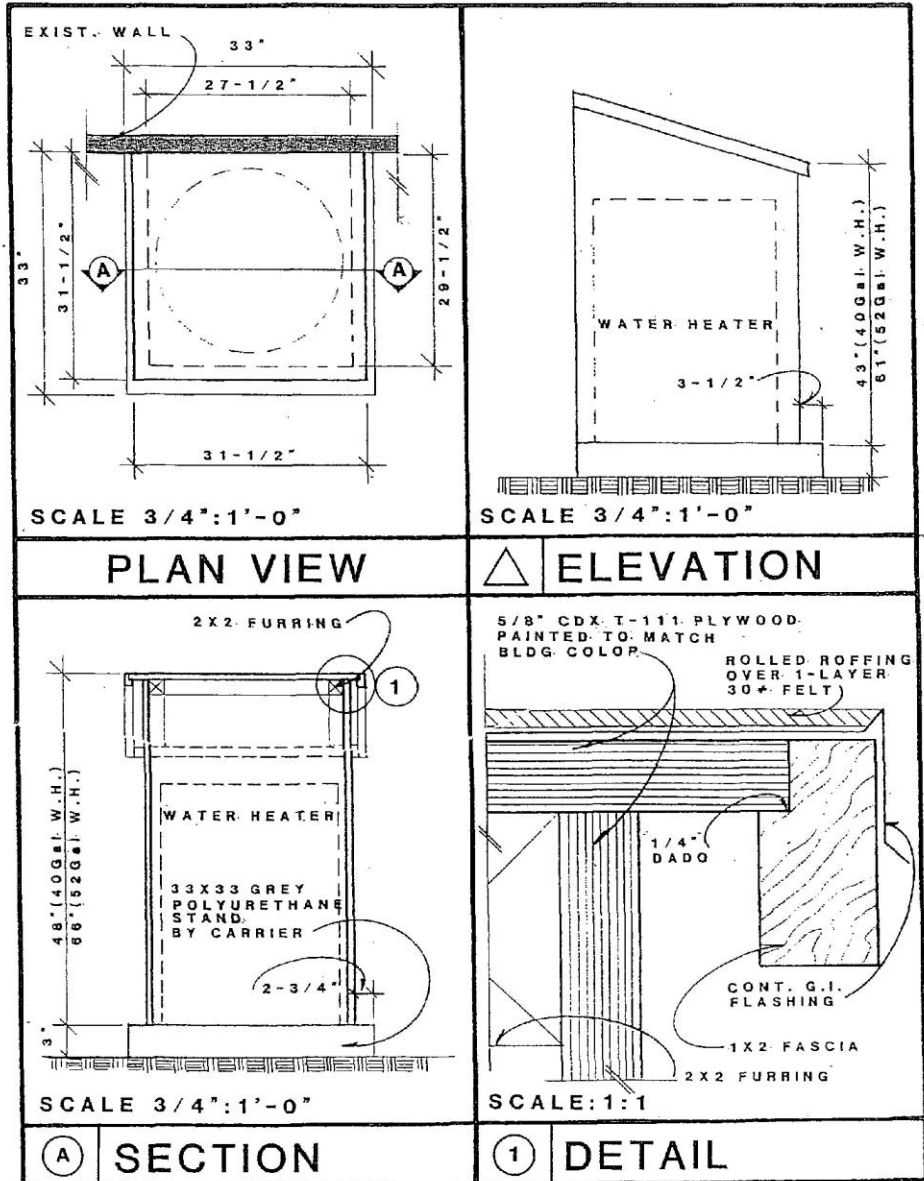 EXIST. WALL
33"
27-1/2"
33"
31-1/2"
A
A
29-1/2"
31-1/2"
SCALE 3/4":1'-0"
PLAN VIEW
WATER HEATER
3-1/2"
43"(40Gal W.H.)
61"(52Gal W.H.)
SCALE 3/4":1'-0"
ELEVATION
2X2 FURRING
1
48"(40Gal W.H.)
66"(52Gal W.H.)
WATER HEATER
33X33 GREY
POLYURETHANE
STAND
BY CARRIER
2-3/4"
3"
SCALE 3/4":1'-0"
A SECTION
5/8" CDX T-111 PLYWOOD
PAINTED TO MATCH
BLDG COLOR
ROLLED ROFFING
OVER 1-LAYER
30# FELT
1/4"
DADO
CONT. G.I.
FLASHING
1X2 FASCIA
2X2 FURRING
SCALE:1:1
1 DETAIL